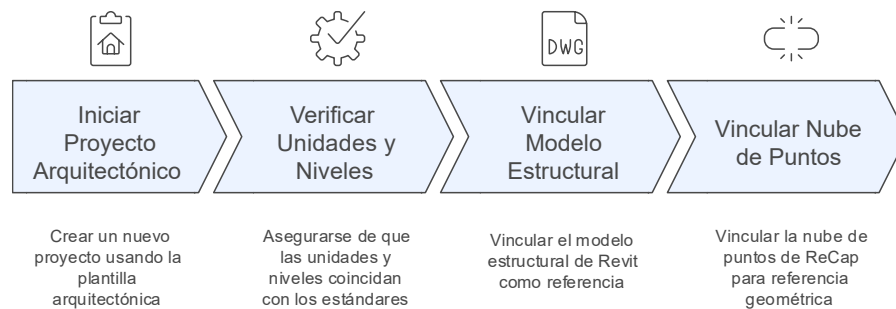 DWG
Iniciar
Proyecto
Arquitectónico
Verificar
Unidades y
Niveles
Vincular
Modelo
Estructural
Vincular Nube
de Puntos
Crear un nuevo
proyecto usando la
plantilla
arquitectónica
Asegurarse de que
las unidades y
niveles coincidan
con los estándares
Vincular el modelo
estructural de Revit
como referencia
Vincular la nube de
puntos de ReCap
para referencia
geométrica